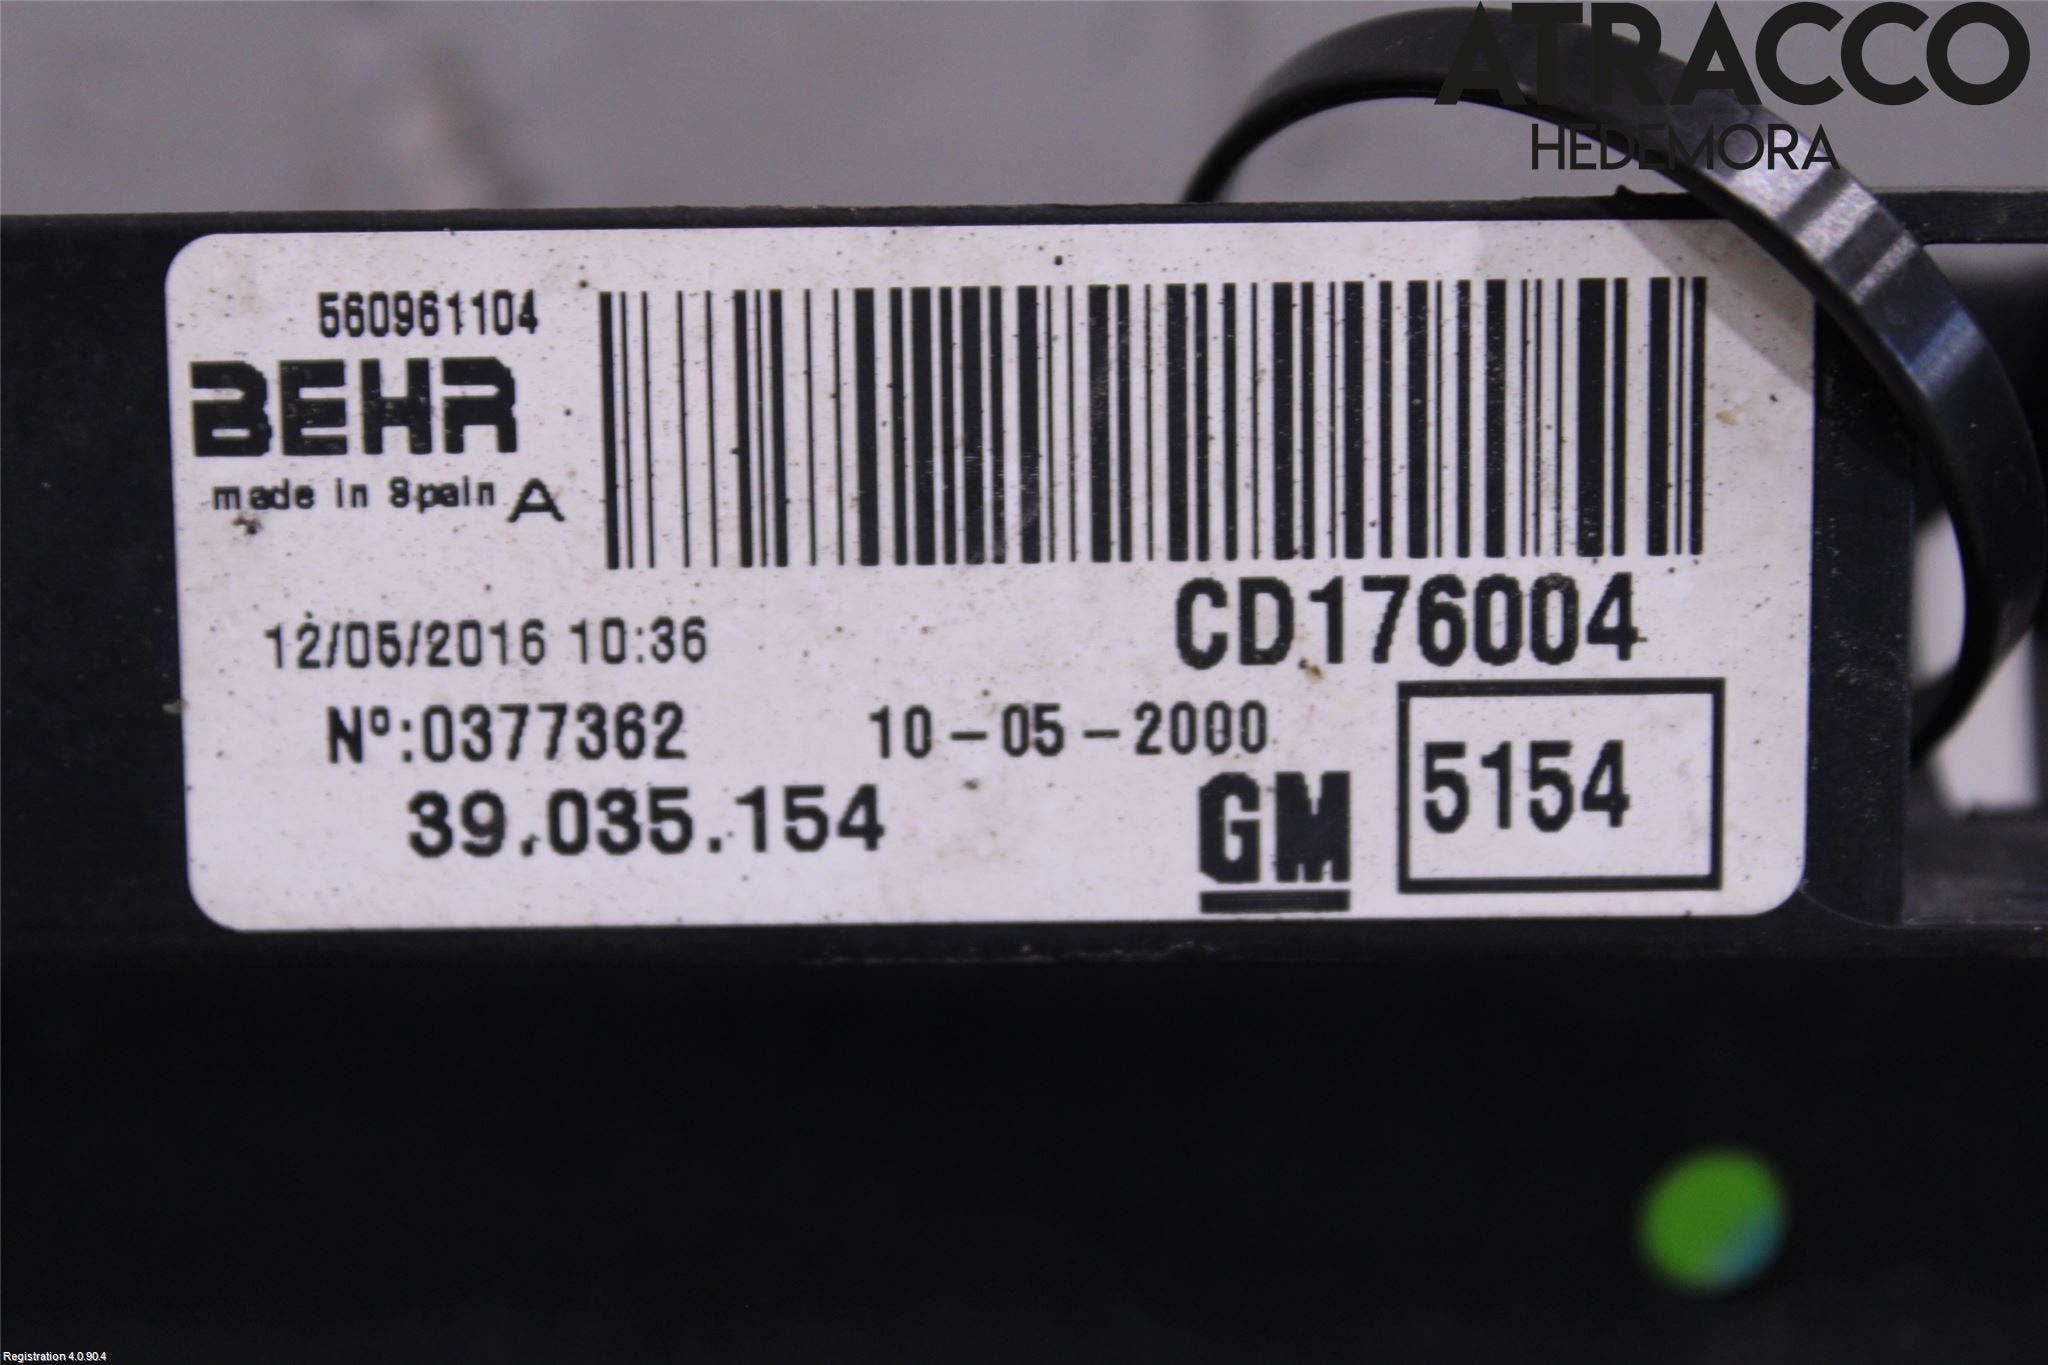 ATRACCO
HEDEMORA
560961104
BEHR
made in Spain A
CD176004
12/05/2016 10:36
Nº:0377362
10-05-2000
39.035.154
GM
5154
Registration 4.0.90.4